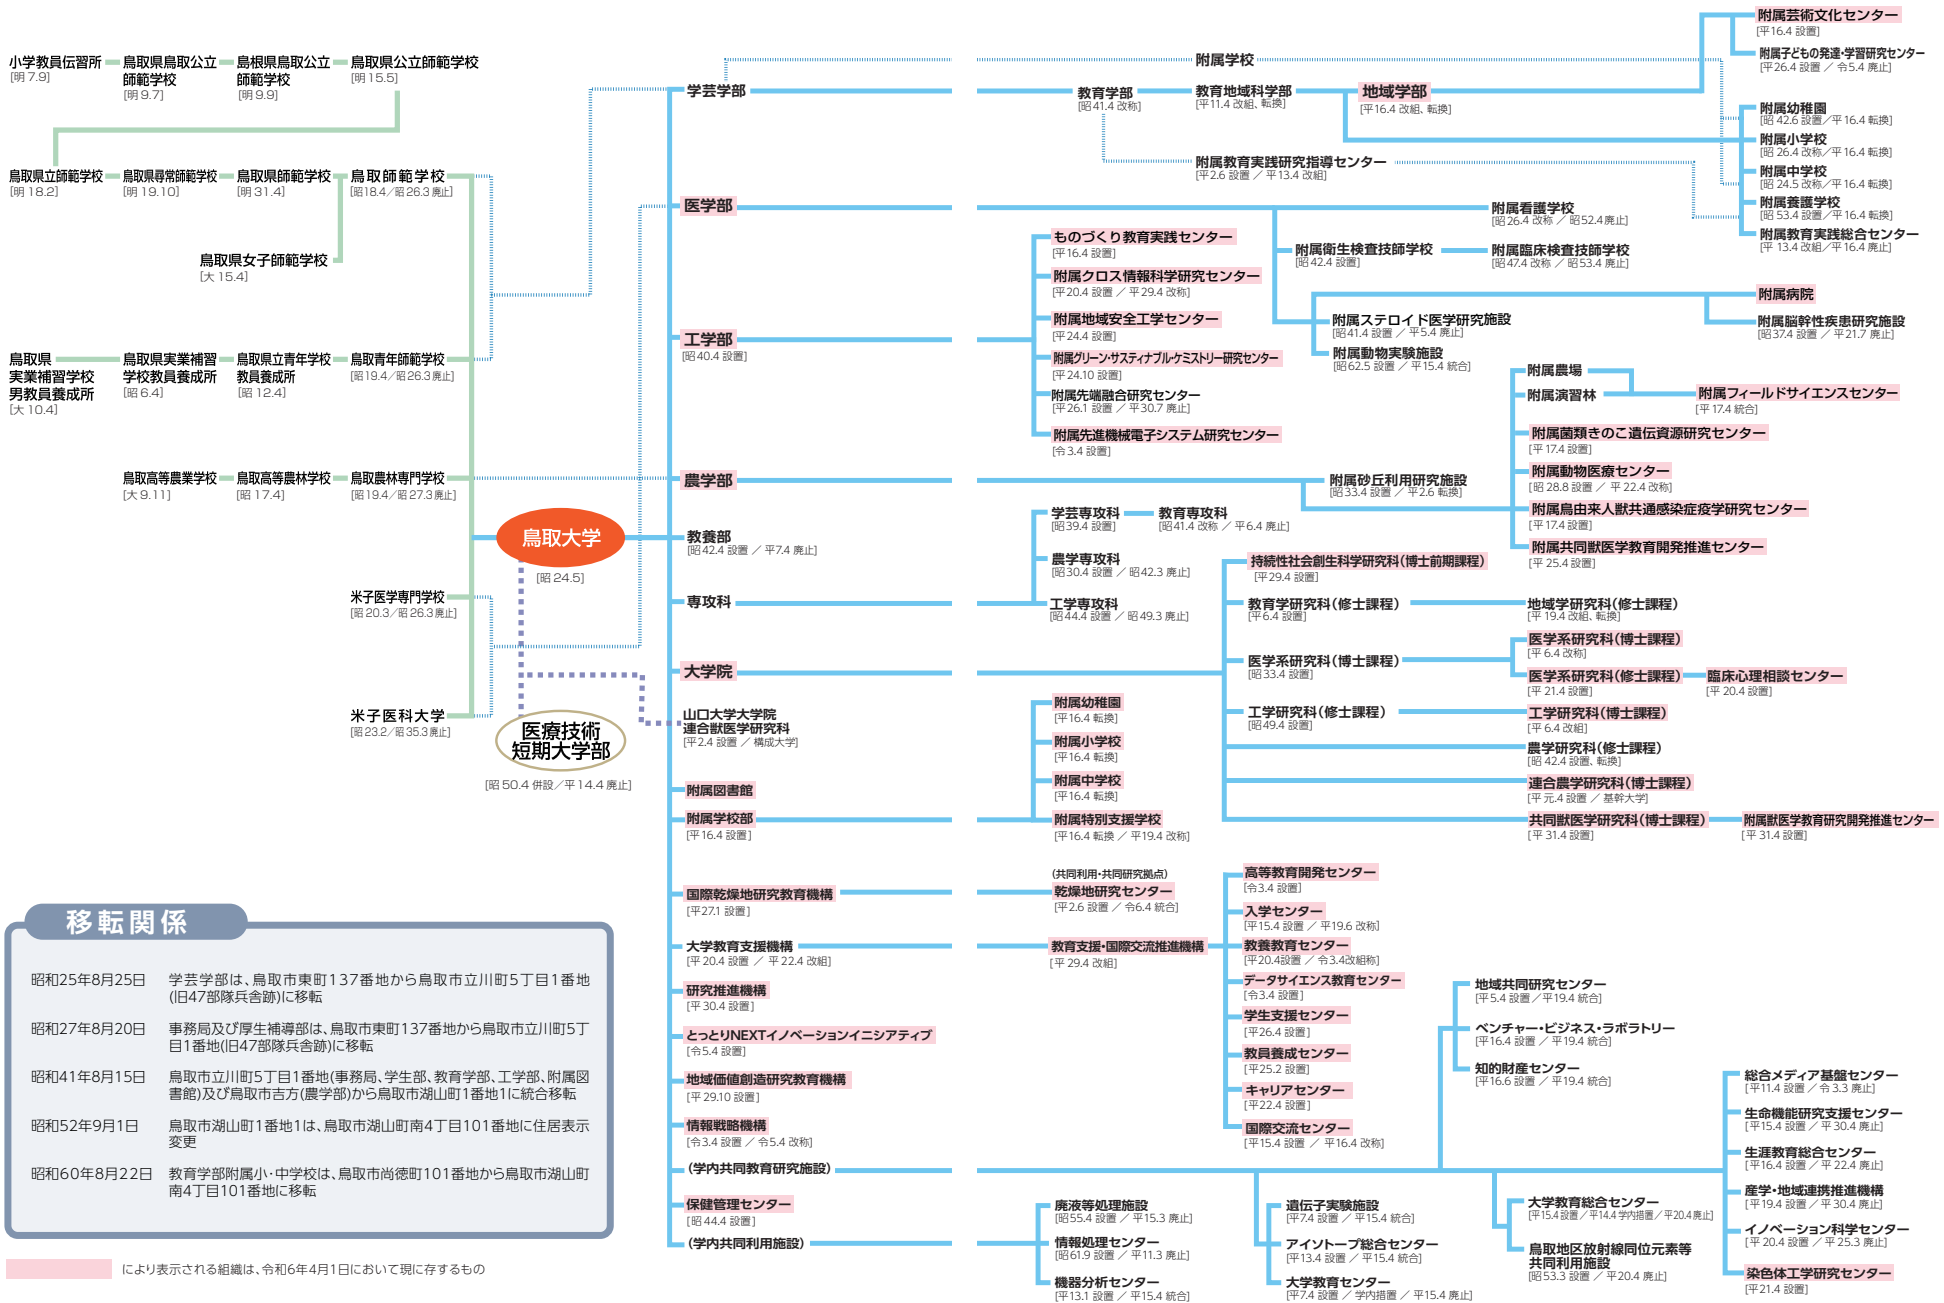 小学教員伝習所
[明 7.9]
鳥取県鳥取公立
師範学校
[明 9.7]
島根県鳥取公立
師範学校
[明 9.9]
鳥取県公立師範学校
[明 15.5]
鳥取県立師範学校
[明 18.2]
鳥取県尋常師範学校
[明 19.10]
鳥取県師範学校
[明 31.4]
鳥取師範学校
[昭18.4／昭 26.3 廃止]
鳥取県女子師範学校
[大 15.4]
鳥取県
実業補習学校
男教員養成所
[大 10.4]
鳥取県実業補習
学校教員養成所
[昭 6.4]
鳥取県立青年学校
教員養成所
[昭 12.4]
鳥取青年師範学校
[昭19.4／昭 26.3 廃止]
鳥取高等農業学校
[大 9.11]
鳥取高等農林学校
[昭 17.4]
鳥取農林専門学校
[昭19.4／昭 27.3 廃止]
鳥取大学
[昭 24.5]
米子医学専門学校
[昭 20.3／昭 26.3 廃止]
米子医科大学
[昭 23.2／昭 35.3 廃止]
医療技術
短期大学部
[昭 50.4 併設／平 14.4 廃止]
学芸学部
医学部
工学部
[昭40.4 設置]
農学部
教養部
[昭42.4 設置 ／ 平7.4 廃止]
専攻科
大学院
山口大学大学院
連合獣医学研究科
[平2.4 設置 ／ 構成大学]
附属図書館
附属学校部
[平16.4 設置]
国際乾燥地研究教育機構
[平27.1 設置]
大学教育支援機構
[平 20.4 設置 ／ 平 22.4 改組]
研究推進機構
[平 30.4 設置]
とっとりNEXTイノベーションイニシアティブ
[令5.4 設置]
地域価値創造研究教育機構
[平 29.10 設置]
情報戦略機構
[令3.4 設置 ／ 令5.4 改称]
(学内共同教育研究施設)
保健管理センター
[昭 44.4 設置]
(学内共同利用施設)
附属学校
教育学部
[昭41.4 改称]
教育地域科学部
[平11.4 改組、転換]
地域学部
[平16.4 改組、転換]
附属教育実践研究指導センター
[平2.6 設置 ／ 平13.4 改組]
附属芸術文化センター
[平16.4 設置]
附属子どもの発達・学習研究センター
[平26.4 設置 ／ 令5.4 廃止]
附属幼稚園
[昭 42.6 設置／平 16.4 転換]
附属小学校
[昭 26.4 改称／平 16.4 転換]
附属中学校
[昭 24.5 改称／平 16.4 転換]
附属養護学校
[昭 53.4 設置／平16.4 転換]
附属教育実践総合センター
[平 13.4 改組／平16.4 廃止]
附属看護学校
[昭26.4 改称 ／ 昭52.4 廃止]
附属衛生検査技師学校
[昭42.4 設置]
附属臨床検査技師学校
[昭47.4 改称 ／ 昭53.4 廃止]
附属病院
附属脳幹性疾患研究施設
[昭37.4 設置 ／ 平21.7 廃止]
附属ステロイド医学研究施設
[昭41.4 設置 ／ 平5.4 廃止]
附属動物実験施設
[昭62.5 設置 ／ 平15.4 統合]
ものづくり教育実践センター
[平16.4 設置]
附属クロス情報科学研究センター
[平20.4 設置 ／ 平29.4 改称]
附属地域安全工学センター
[平24.4 設置]
附属グリーン・サスティナブル・ケミストリー研究センター
[平24.10 設置]
附属先端融合研究センター
[平26.1 設置 ／ 平30.7 廃止]
附属先進機械電子システム研究センター
[令3.4 設置]
附属砂丘利用研究施設
[昭33.4 設置 ／ 平2.6 転換]
附属農場
附属演習林
附属フィールドサイエンスセンター
[平17.4 統合]
附属菌類きのこ遺伝資源研究センター
[平17.4 設置]
附属動物医療センター
[昭 28.8 設置 ／ 平 22.4 改称]
附属鳥由来人獣共通感染症疫学研究センター
[平17.4 設置]
附属共同獣医学教育開発推進センター
[平 25.4 設置]
学芸専攻科
[昭39.4 設置]
教育専攻科
[昭41.4 改称 ／ 平6.4 廃止]
農学専攻科
[昭30.4 設置 ／ 昭42.3 廃止]
工学専攻科
[昭44.4 設置 ／ 昭49.3 廃止]
持続性社会創生科学研究科(博士前期課程)
[平29.4 設置]
教育学研究科(修士課程)
[平6.4 設置]
地域学研究科(修士課程)
[平 19.4 改組、転換]
医学系研究科(博士課程)
[昭33.4 設置]
医学系研究科(博士課程)
[平 6.4 改称]
医学系研究科(修士課程)
[平 21.4 設置]
臨床心理相談センター
[平 20.4 設置]
工学研究科(修士課程)
[昭49.4 設置]
工学研究科(博士課程)
[平 6.4 改組]
農学研究科(修士課程)
[昭 42.4 設置、転換]
連合農学研究科(博士課程)
[平 元.4 設置 ／ 基幹大学]
共同獣医学研究科(博士課程)
[平 31.4 設置]
附属獣医学教育研究開発推進センター
[平 31.4 設置]
附属幼稚園
[平16.4 転換]
附属小学校
[平16.4 転換]
附属中学校
[平16.4 転換]
附属特別支援学校
[平16.4 転換 ／ 平19.4 改称]
(共同利用・共同研究拠点)
乾燥地研究センター
[平2.6 設置 ／ 令6.4 統合]
教育支援・国際交流推進機構
[平 29.4 改組]
高等教育開発センター
[令3.4 設置]
入学センター
[平15.4 設置 ／ 平19.6 改称]
教養教育センター
[平20.4設置 ／ 令3.4改組称]
データサイエンス教育センター
[令3.4 設置]
学生支援センター
[平26.4 設置]
教員養成センター
[平25.2 設置]
キャリアセンター
[平22.4 設置]
国際交流センター
[平15.4 設置 ／ 平16.4 改称]
地域共同研究センター
[平5.4 設置 ／平19.4 統合]
ベンチャー・ビジネス・ラボラトリー
[平16.4 設置 ／ 平19.4 統合]
知的財産センター
[平16.6 設置 ／ 平19.4 統合]
総合メディア基盤センター
[平11.4 設置 ／ 令 3.3 廃止]
生命機能研究支援センター
[平15.4 設置 ／ 平 30.4 廃止]
生涯教育総合センター
[平16.4 設置 ／ 平 22.4 廃止]
産学・地域連携推進機構
[平19.4 設置 ／ 平 30.4 廃止]
イノベーション科学センター
[平 20.4 設置 ／ 平 25.3 廃止]
染色体工学研究センター
[平21.4 設置]
大学教育総合センター
[平15.4 設置／平14.4 学内措置／平20.4 廃止]
鳥取地区放射線同位元素等
共同利用施設
[昭53.3 設置 ／ 平20.4 廃止]
廃液等処理施設
[昭55.4 設置 ／ 平15.3 廃止]
情報処理センター
[昭61.9 設置 ／ 平11.3 廃止]
機器分析センター
[平13.1 設置 ／ 平15.4 統合]
遺伝子実験施設
[平7.4 設置 ／ 平15.4 統合]
アイソトープ総合センター
[平13.4 設置 ／ 平15.4 統合]
大学教育センター
[平7.4 設置 ／ 学内措置 ／ 平15.4 廃止]
移転関係
昭和25年8月25日 学芸学部は、鳥取市東町137番地から鳥取市立川町5丁目1番地
(旧47部隊兵舎跡)に移転
昭和27年8月20日 事務局及び厚生補導部は、鳥取市東町137番地から鳥取市立川町5丁
目1番地(旧47部隊兵舎跡)に移転
昭和41年8月15日 鳥取市立川町5丁目1番地(事務局、学生部、教育学部、工学部、附属図
書館)及び鳥取市吉方(農学部)から鳥取市湖山町1番地1に統合移転
昭和52年9月1日 鳥取市湖山町1番地1は、鳥取市湖山町南4丁目101番地に住居表示
変更
昭和60年8月22日 教育学部附属小・中学校は、鳥取市尚徳町101番地から鳥取市湖山町
南4丁目101番地に移転
により表示される組織は、令和6年4月1日において現に存するもの